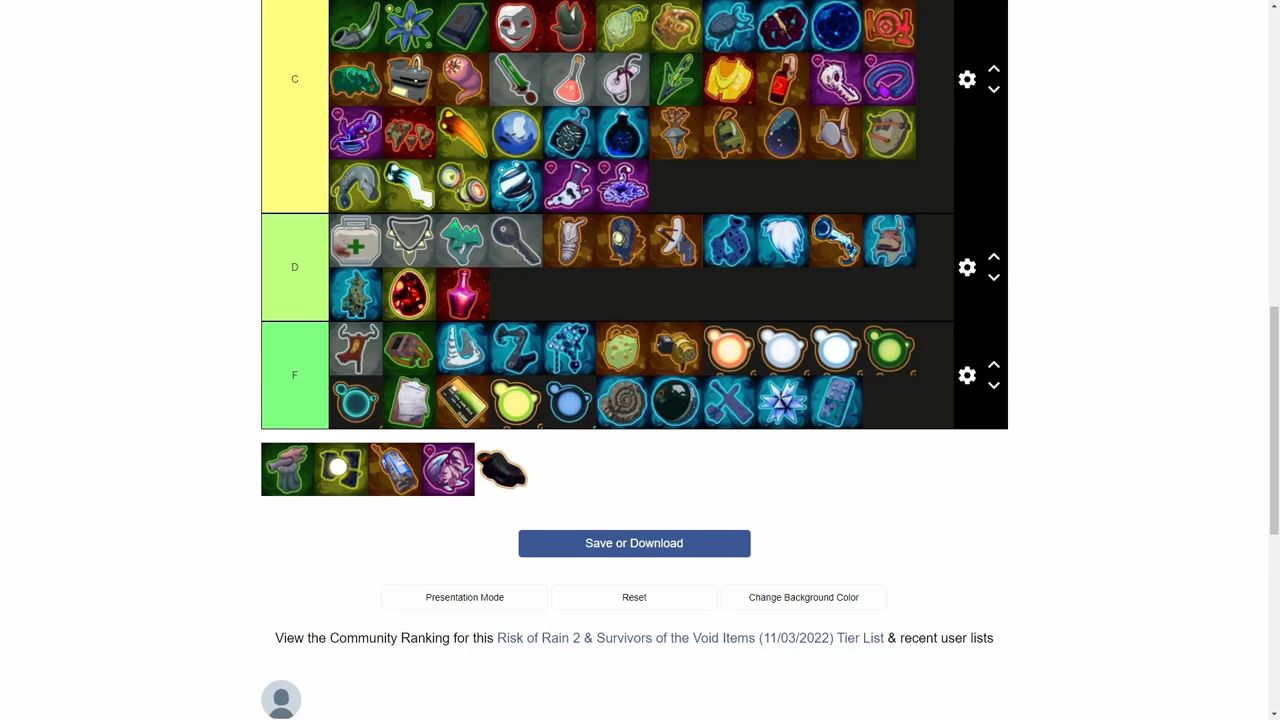 C
D
F
Save or Download
Presentation Mode
Reset
Change Background Color
View the Community Ranking for this Risk of Rain 2 & Survivors of the Void Items (11/03/2022) Tier List & recent user lists